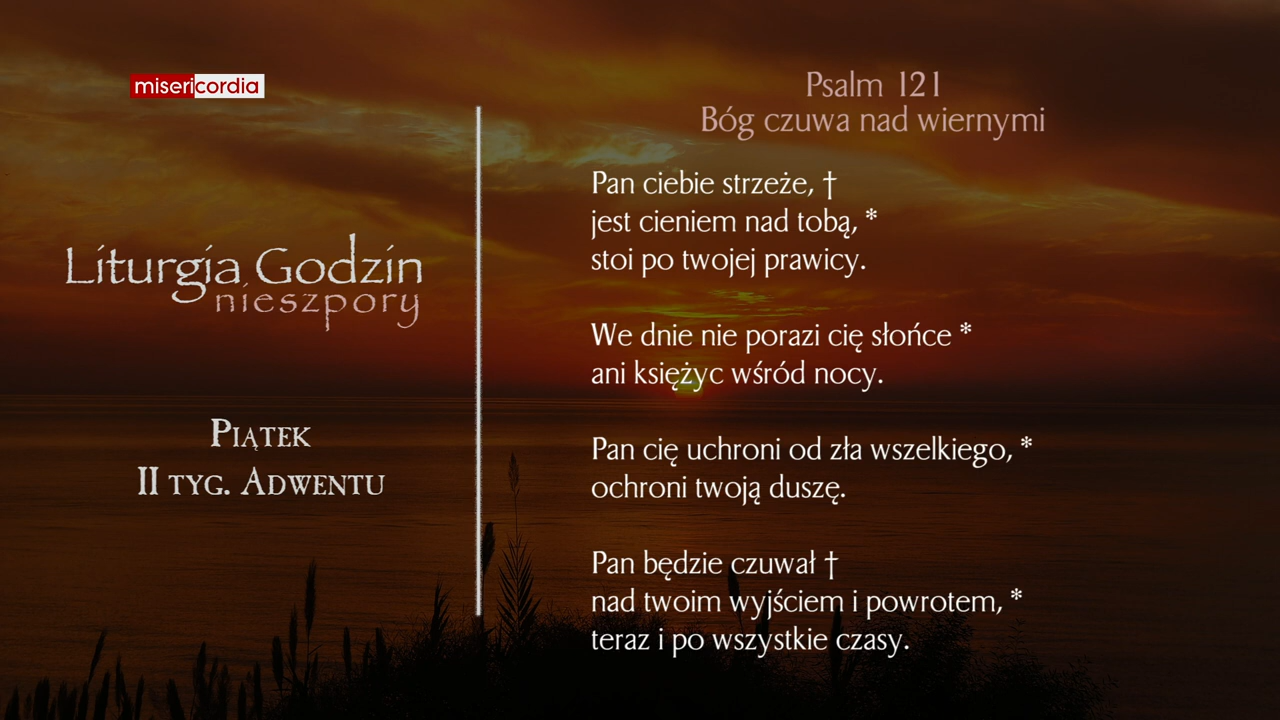 misericordia
Liturgia Godzin
nieszpory
Piątek
II tyg. Adwentu
Psalm 121
Bóg czuwa nad wiernymi
Pan ciebie strzeże, †
jest cieniem nad tobą, *
stoi po twojej prawicy.
We dnie nie porazi cię słońce *
ani księżyc wśród nocy.
Pan cię uchroni od zła wszelkiego, *
ochroni twoją duszę.
Pan będzie czuwał †
nad twoim wyjściem i powrotem, *
teraz i po wszystkie czasy.